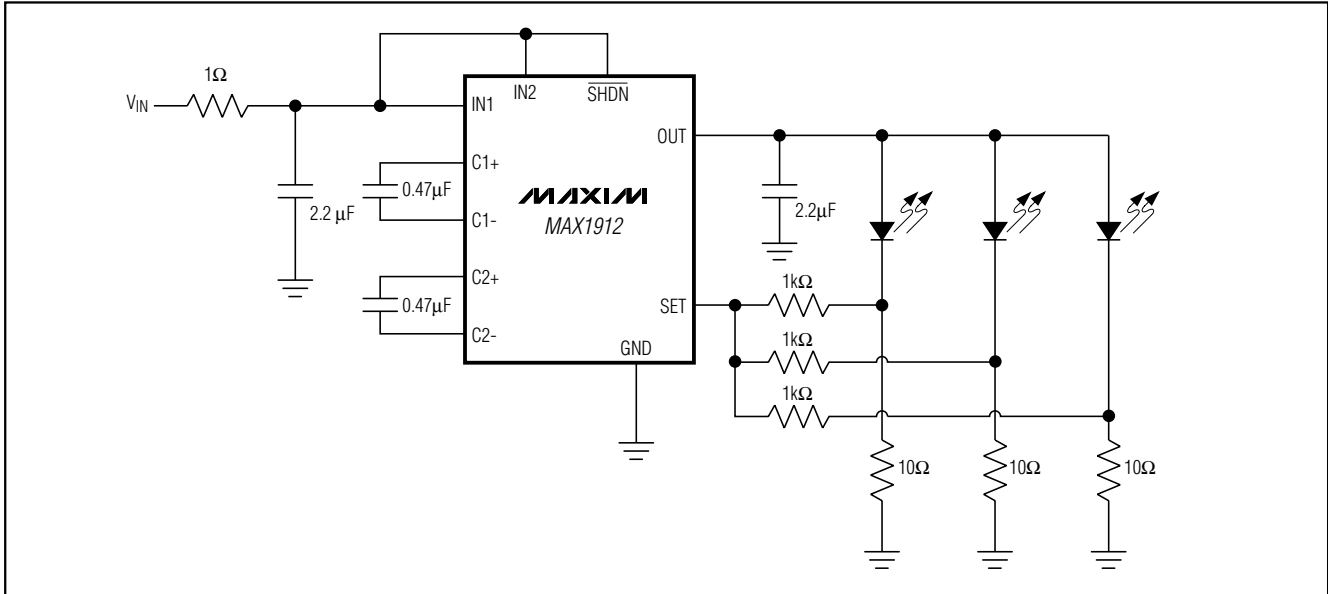 1Ω
VIN
IN1
IN2
SHDN
OUT
C1+
0.47μF
C1-
2.2 μF
MAXIM
MAX1912
2.2μF
C2+
0.47μF
C2-
SET
GND
1kΩ
1kΩ
1kΩ
10Ω
10Ω
10Ω